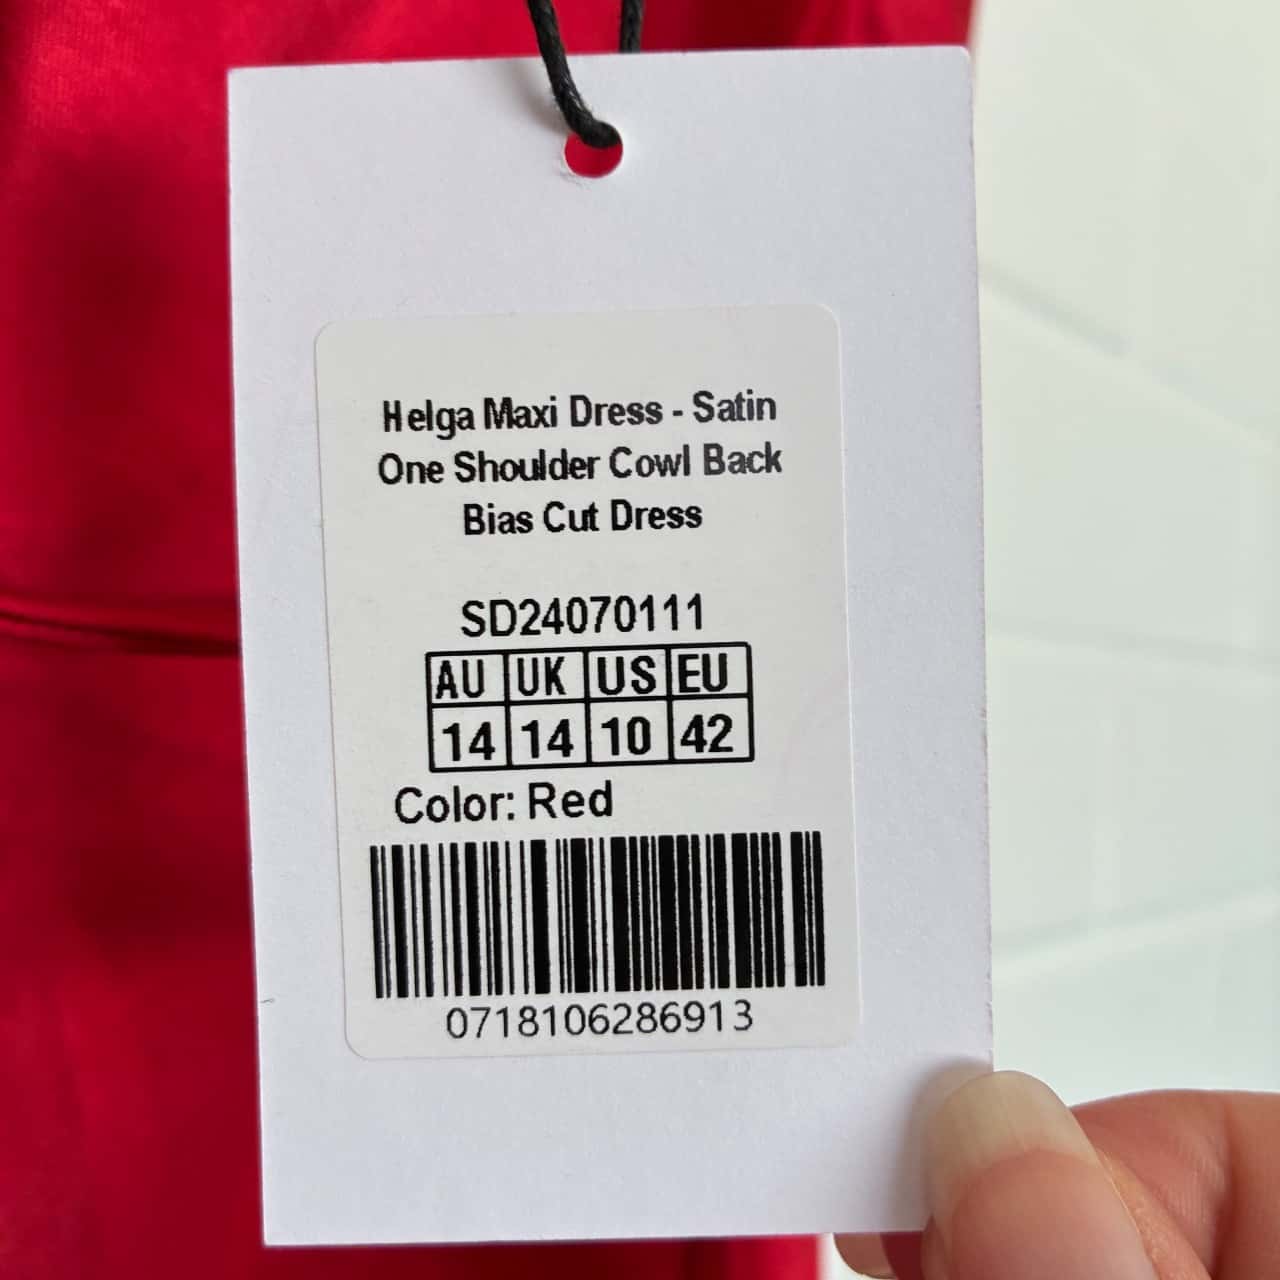 Helga Maxi Dress - Satin
One Shoulder Cowl Back
Bias Cut Dress
SD24070111
AU UK US EU
14 14 10 42
Color: Red
0718106286913